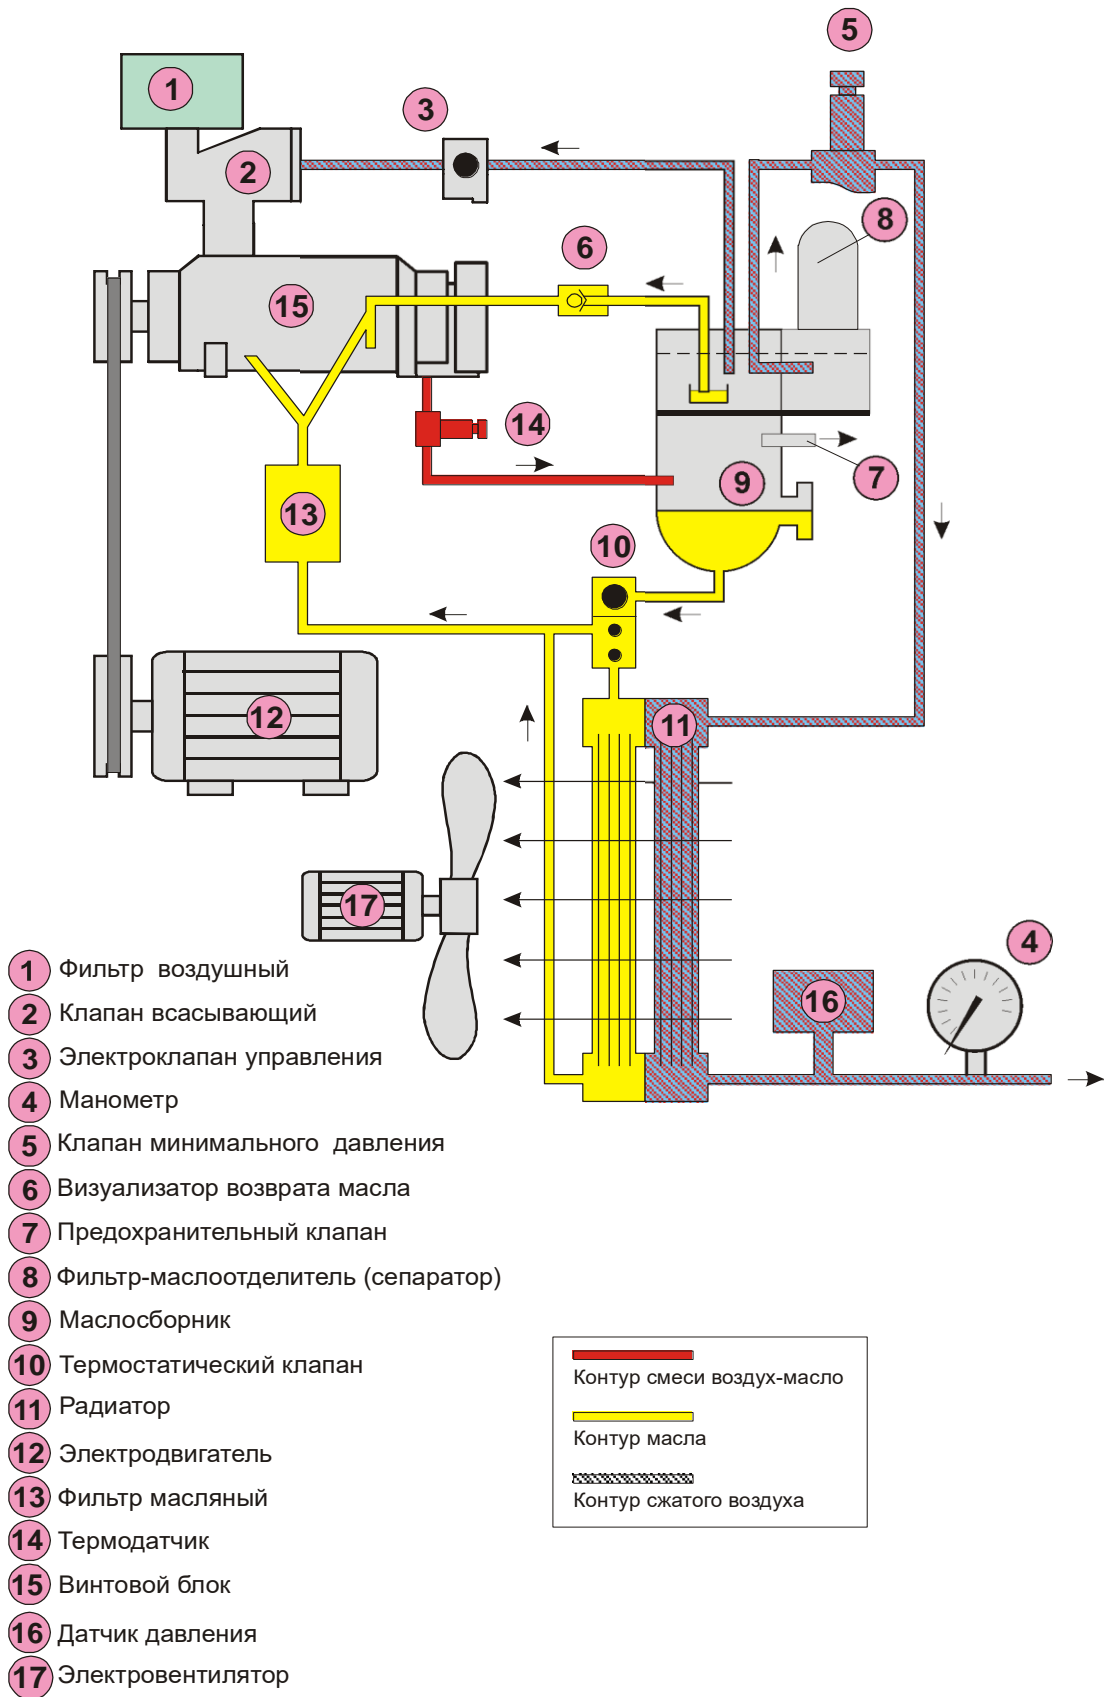 5
1
3
2
8
6
15
14
7
9
13
10
12
11
17
4
16
1 Фильтр воздушный
2 Клапан всасывающий
3 Электроклапан управления
4 Манометр
5 Клапан минимального давления
6 Визуализатор возврата масла
7 Предохранительный клапан
8 Фильтр-маслоотделитель (сепаратор)
9 Маслосборник
10 Термостатический клапан
11 Радиатор
12 Электродвигатель
13 Фильтр масляный
14 Термодатчик
15 Винтовой блок
16 Датчик давления
17 Электровентилятор
Контур смеси воздух-масло
Контур масла
Контур сжатого воздуха